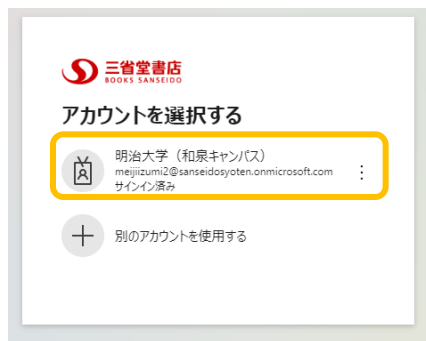 三省堂書店
BOOKS SANSEIDO
アカウントを選択する
明治大学（和泉キャンパス）
meijiizumi2@sanseidosyoten.onmicrosoft.com
サインイン済み
別のアカウントを使用する